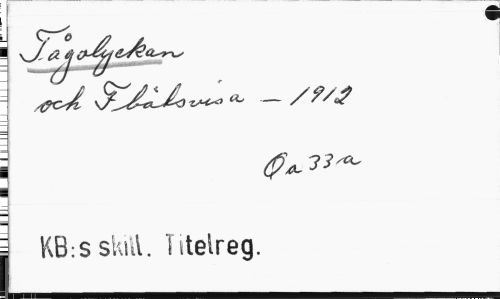 Tågolyckan
och F-båtsvisa — 1912
Oa 33 a
KB:s skill. Titelreg.